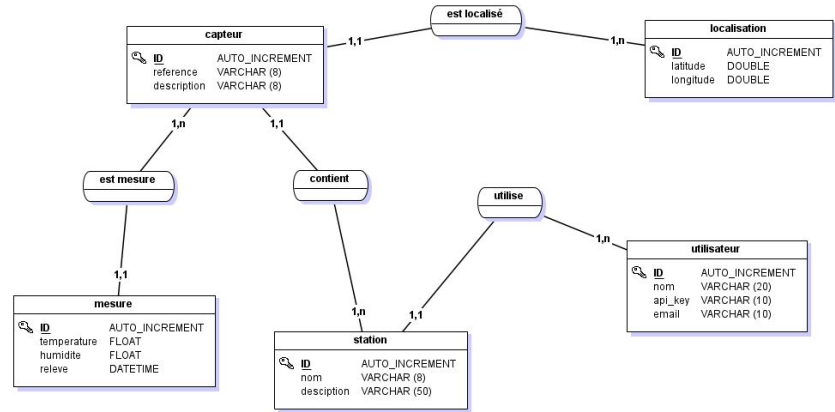 est localisé
capteur
ID AUTO_INCREMENT
reference VARCHAR (8)
description VARCHAR (8)
1,1
1,n
localisation
ID AUTO_INCREMENT
latitude DOUBLE
longitude DOUBLE
1,n
1,1
est mesure
contient
utilise
1,n
utilisateur
ID AUTO_INCREMENT
nom VARCHAR (20)
api_key VARCHAR (10)
email VARCHAR (10)
1,1
mesure
ID AUTO_INCREMENT
temperature FLOAT
humidite FLOAT
releve DATETIME
1,n
1,1
station
ID AUTO_INCREMENT
nom VARCHAR (8)
desciption VARCHAR (50)